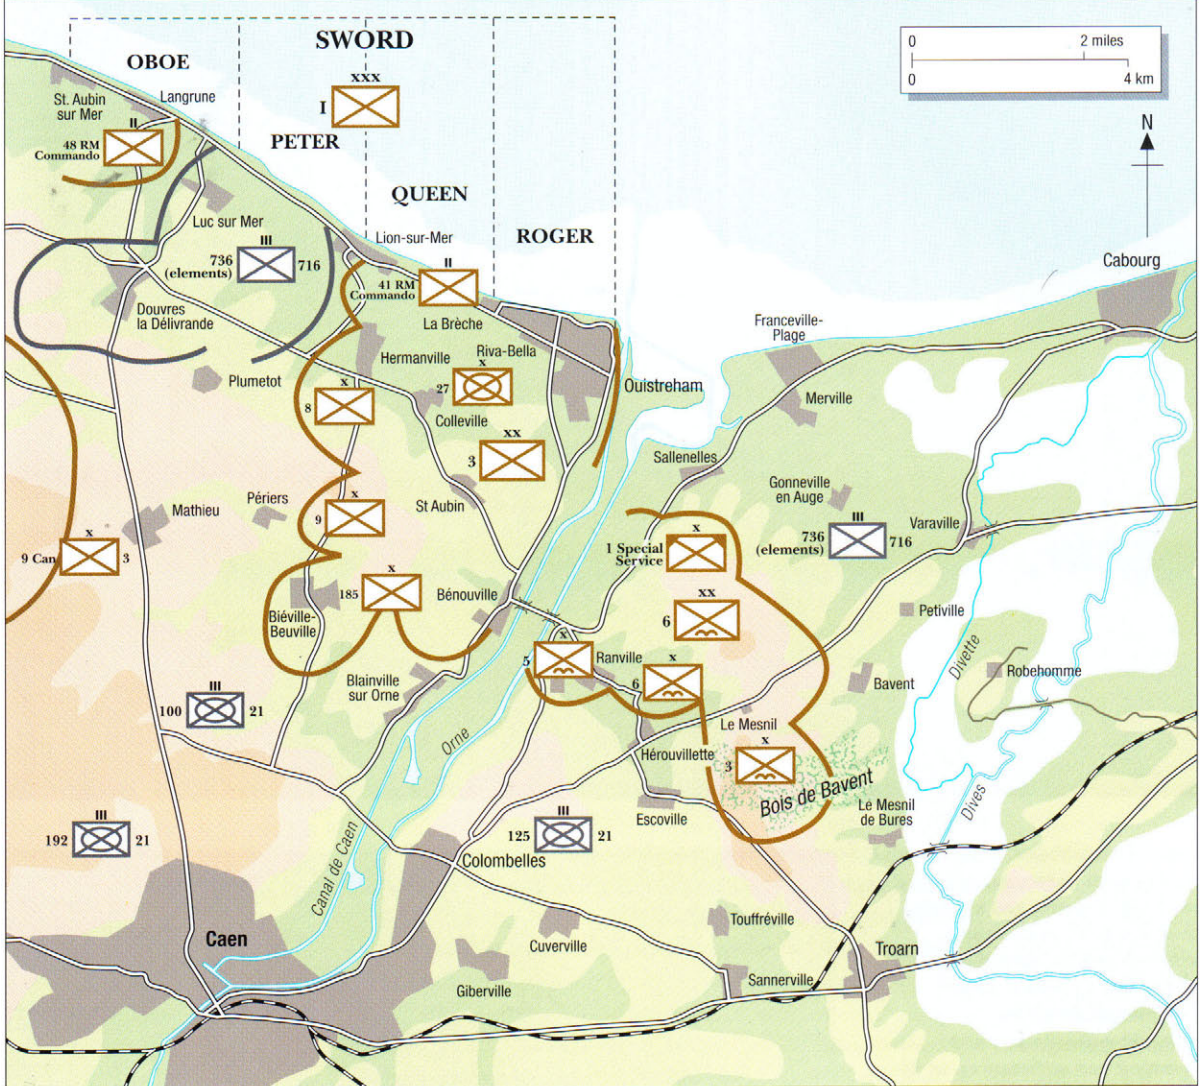 SWORD
OBOE
XXX
I
PETER
QUEEN
ROGER
0 2 miles
0 4 km
N
St. Aubin
sur Mer
Langrune
II
48 RM
Commando
Luc sur Mer
III
736
(elements)
716
Lion-sur-Mer
II
41 RM
Commando
Cabourg
Douvres
la Délivrande
La Brèche
Franceville-
Plage
Hermanville
Riva-Bella
X
27
Plumetot
X
8
Colleville
Ouistreham
Merville
XX
3
Sallenelles
Périers
X
9
St Aubin
Gonneville
en Auge
Mathieu
III
736
(elements)
716
Varaville
X
9 Can
3
X
1 Special
Service
X
185
Bénouville
Biéville-
Beuville
XX
6
Petiville
X
5
Ranville
X
6
Divette
Robehomme
Bavent
Blainville
sur Orne
III
100
21
Orne
Le Mesnil
Hérouvillette
X
3
Bois de Bavent
Dives
Le Mesnil
de Bures
Escoville
III
192
21
III
125
21
Colombelles
Canal de Caen
Caen
Touffréville
Cuverville
Troarn
Giberville
Sannerville